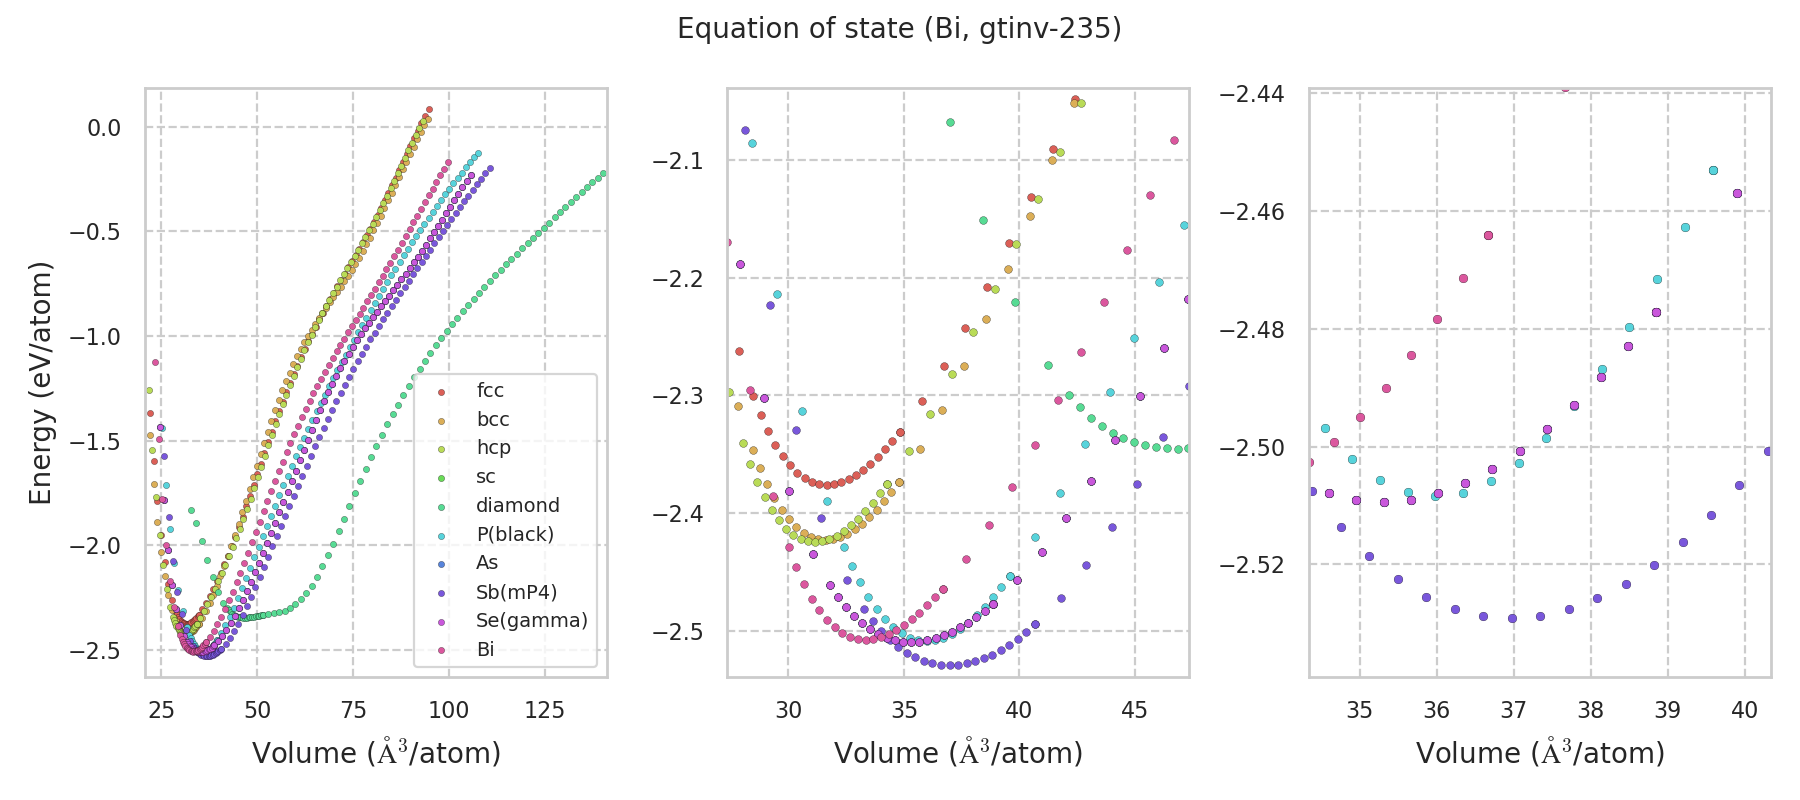 Equation of state (Bi, gtinv-235)
Energy (eV/atom)
0.0
−0.5
−1.0
−1.5
−2.0
−2.5
25 50 75 100 125
Volume (Å³/atom)
fcc
bcc
hcp
sc
diamond
P(black)
As
Sb(mP4)
Se(gamma)
Bi
−2.1
−2.2
−2.3
−2.4
−2.5
30 35 40 45
Volume (Å³/atom)
−2.44
−2.46
−2.48
−2.50
−2.52
35 36 37 38 39 40
Volume (Å³/atom)